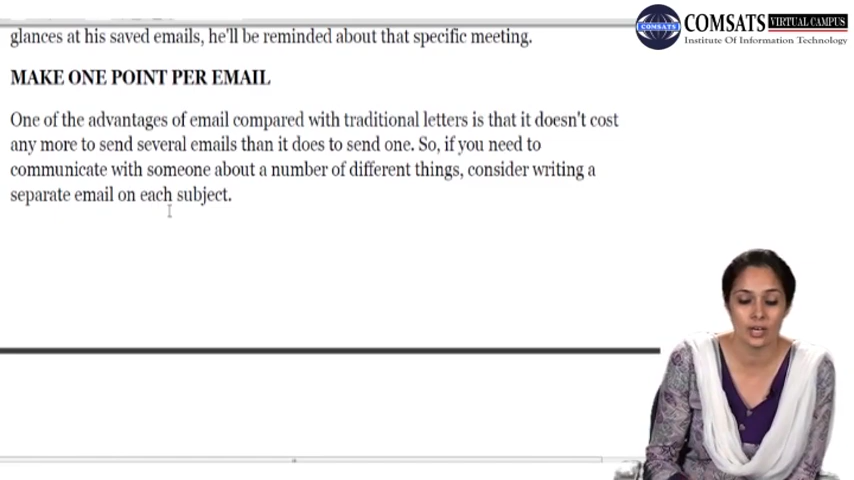 glances at his saved emails, he'll be reminded about that specific meeting.
MAKE ONE POINT PER EMAIL
One of the advantages of email compared with traditional letters is that it doesn't cost
any more to send several emails than it does to send one. So, if you need to
communicate with someone about a number of different things, consider writing a
separate email on each subject.
COMSATS
COMSATS VIRTUAL CAMPUS
Institute Of Information Technology